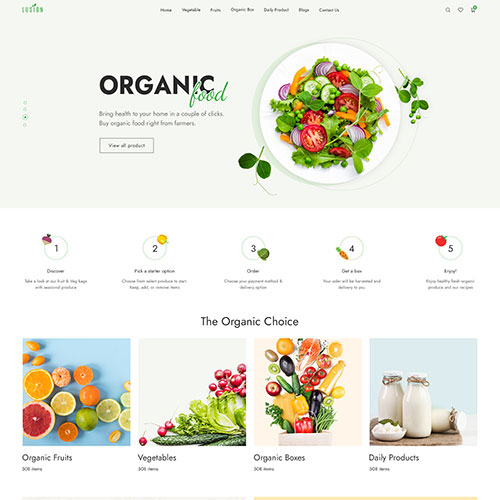 LUSION
Home Vegetable Fruits Organic Box Daily Product Blogs Contact Us
ORGANIC
food
Bring health to your home in a couple of clicks.
Buy organic food right from farmers.
View all product
1 2 3 4 5
Discover Pick a starter option Order Get a box Enjoy!
Take a look at our fruit & Veg bags Choose from select produce to start Choose your payment method & Your order will be harvested and Enjoy healthy fresh organic
with seasonal produce Keep, add, or remove items delivery option delivery to you produce and our recipes
The Organic Choice
Organic Fruits Vegetables Organic Boxes Daily Products
508 items 508 items 508 items 508 items